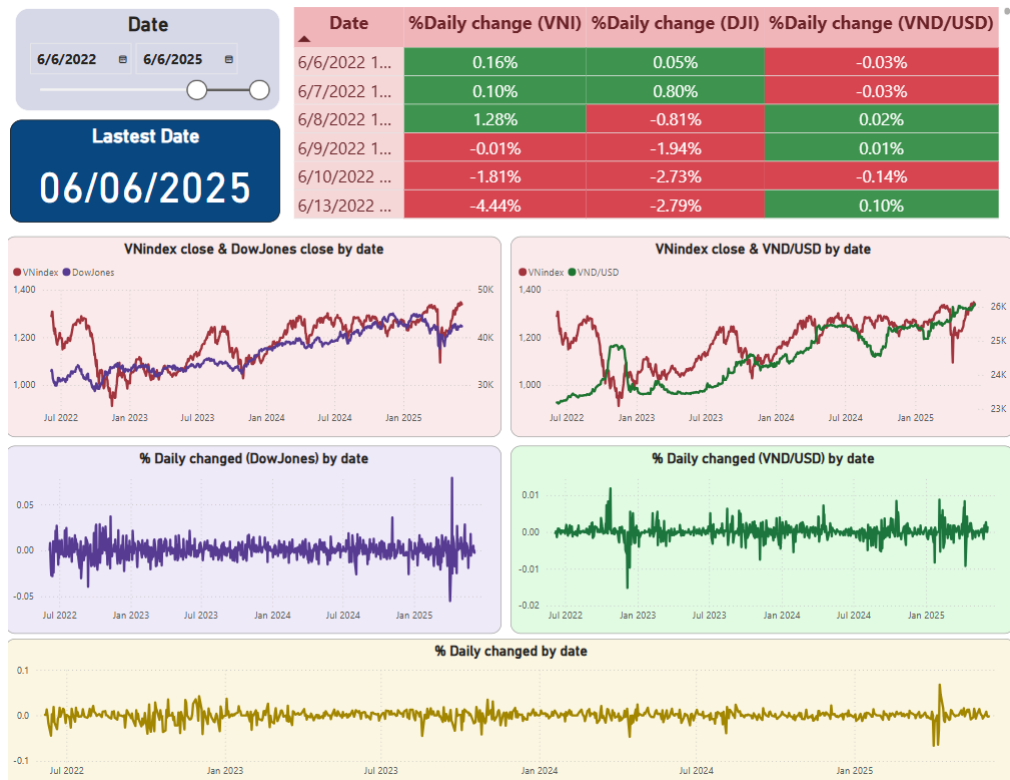 Date
6/6/2022 6/6/2025
Lastest Date
06/06/2025
Date %Daily change (VNI) %Daily change (DJI) %Daily change (VND/USD)
6/6/2022 1... 0.16% 0.05% -0.03%
6/7/2022 1... 0.10% 0.80% -0.03%
6/8/2022 1... 1.28% -0.81% 0.02%
6/9/2022 1... -0.01% -1.94% 0.01%
6/10/2022 ... -1.81% -2.73% -0.14%
6/13/2022 ... -4.44% -2.79% 0.10%
VNindex close & DowJones close by date
VNindex DowJones
1,400 50K
1,200 40K
1,000 30K
Jul 2022 Jan 2023 Jul 2023 Jan 2024 Jul 2024 Jan 2025
VNindex close & VND/USD by date
VNindex VND/USD
1,400
26K
1,200
25K
24K
1,000
23K
Jul 2022 Jan 2023 Jul 2023 Jan 2024 Jul 2024 Jan 2025
% Daily changed (DowJones) by date
0.05
0.00
-0.05
Jul 2022 Jan 2023 Jul 2023 Jan 2024 Jul 2024 Jan 2025
% Daily changed (VND/USD) by date
0.01
0.00
-0.01
-0.02
Jul 2022 Jan 2023 Jul 2023 Jan 2024 Jul 2024 Jan 2025
% Daily changed by date
0.1
0.0
-0.1
Jul 2022 Jan 2023 Jul 2023 Jan 2024 Jul 2024 Jan 2025